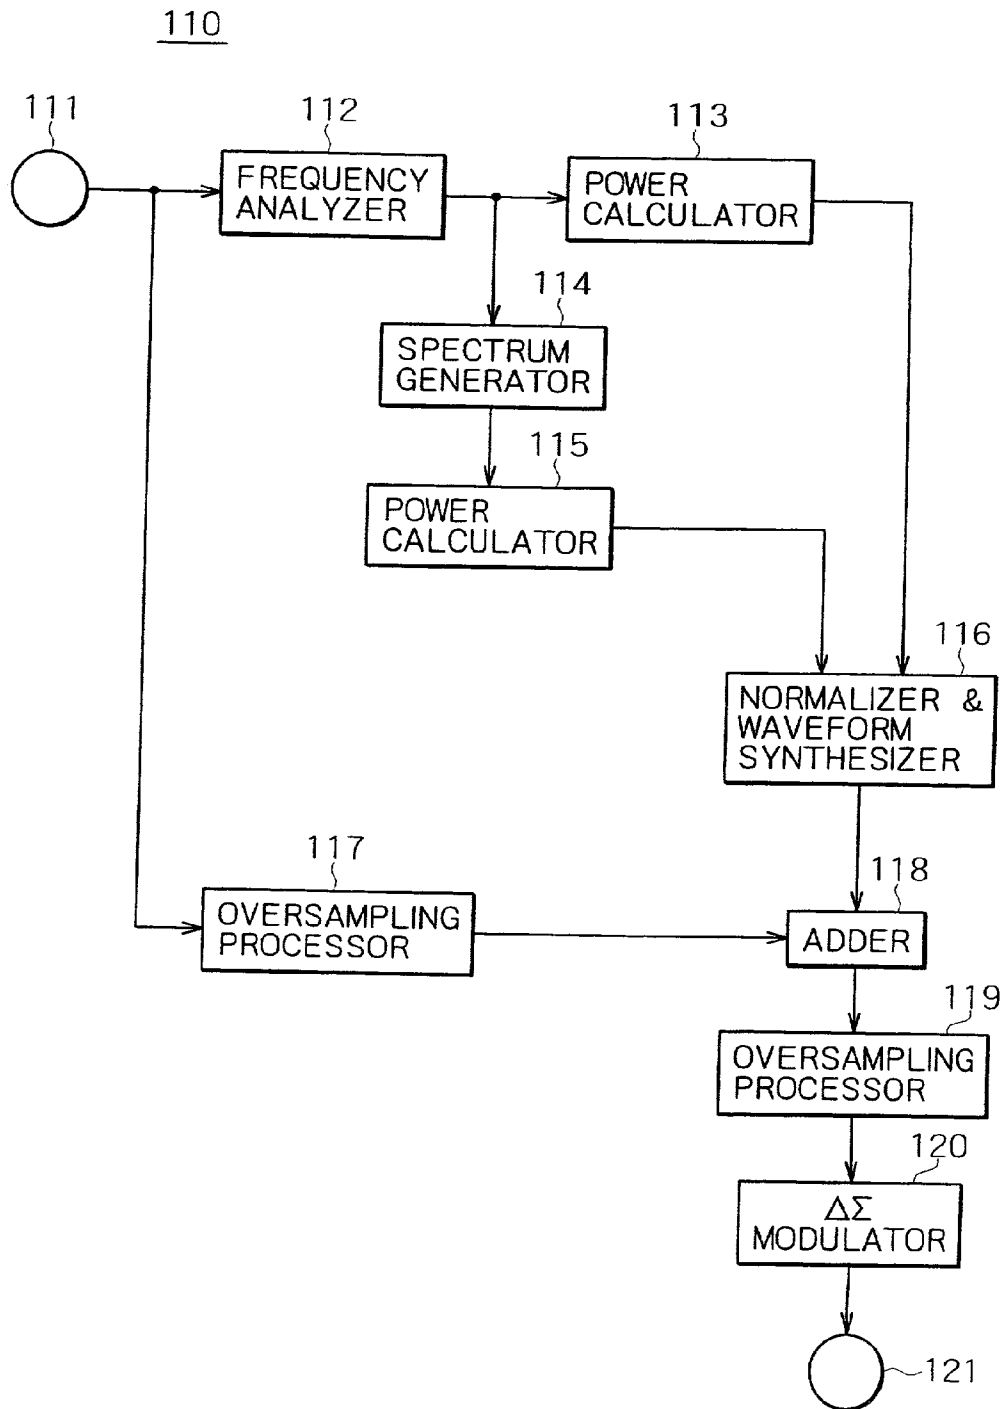 110
111
112
113
FREQUENCY
ANALYZER
POWER
CALCULATOR
114
SPECTRUM
GENERATOR
115
POWER
CALCULATOR
116
NORMALIZER &
WAVEFORM
SYNTHESIZER
117
118
OVERSAMPLING
PROCESSOR
ADDER
119
OVERSAMPLING
PROCESSOR
120
ΔΣ
MODULATOR
121